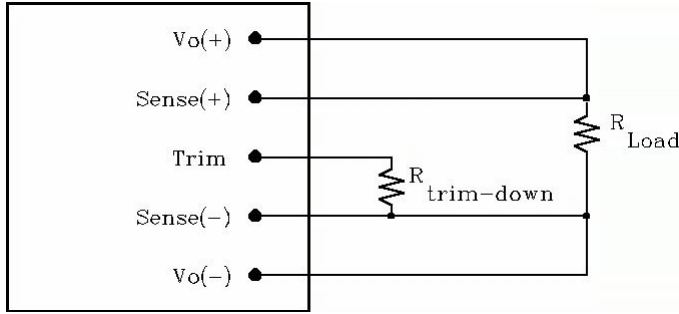 Vo(+)
Sense(+)
R
Load
Trim
R
trim-down
Sense(-)
Vo(-)